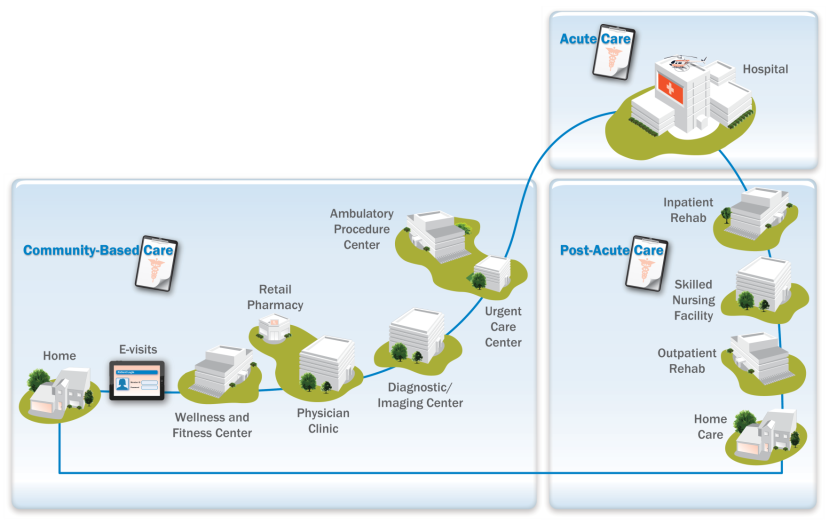 Acute Care
Hospital
Community-Based Care
Ambulatory
Procedure
Center
Urgent
Care
Center
Retail
Pharmacy
Home
E-visits
Wellness and
Fitness Center
Physician
Clinic
Diagnostic/
Imaging Center
Post-Acute Care
Inpatient
Rehab
Skilled
Nursing
Facility
Outpatient
Rehab
Home
Care